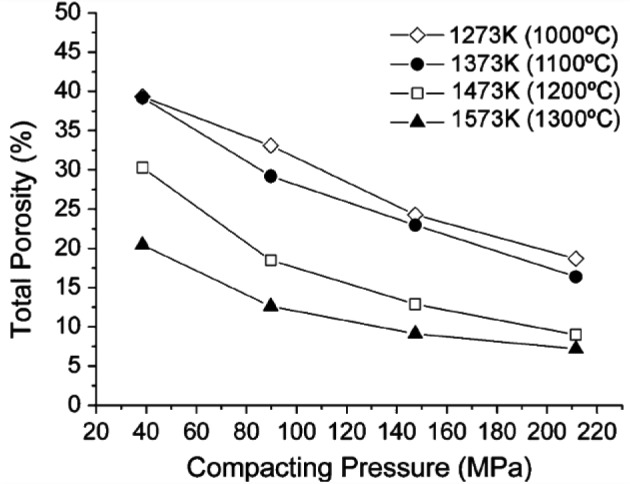 50
45
40
35
30
25
20
15
10
5
0
Total Porosity (%)
1273K (1000ºC)
1373K (1100ºC)
1473K (1200ºC)
1573K (1300ºC)
20 40 60 80 100 120 140 160 180 200 220
Compacting Pressure (MPa)